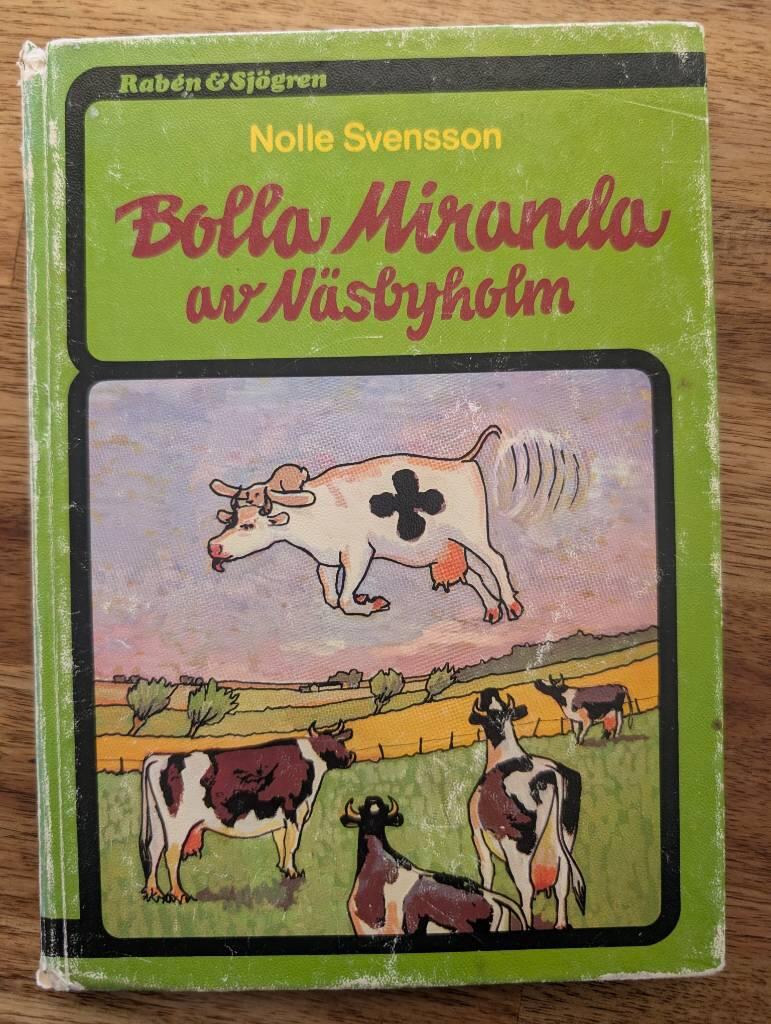 Rabén & Sjögren
Nolle Svensson
Bolla Miranda
av Näsbyholm